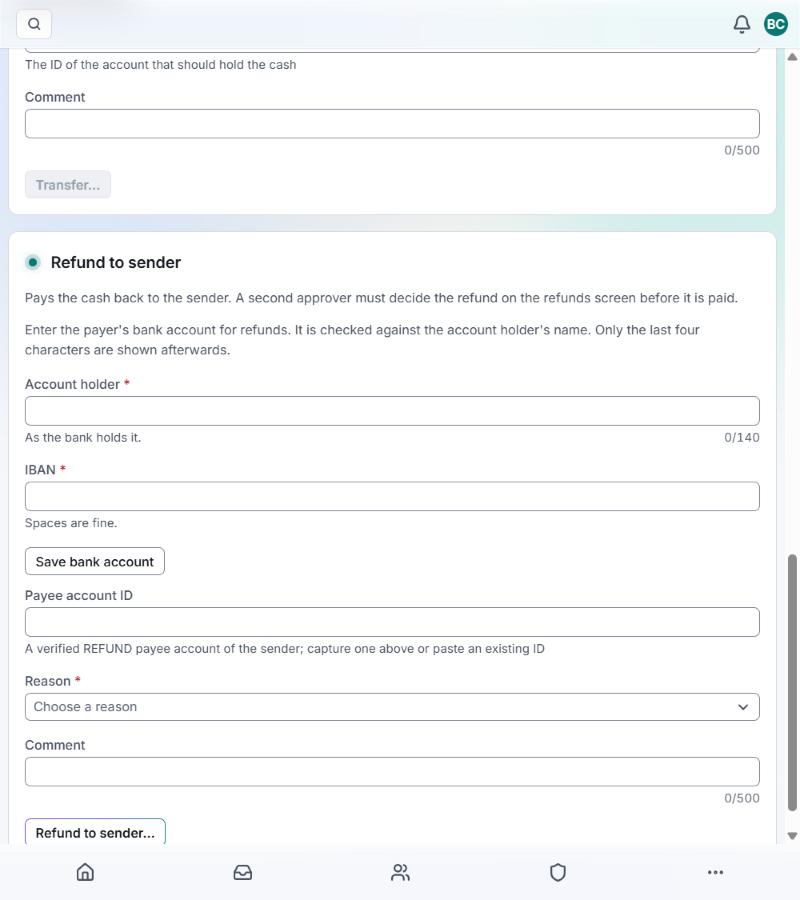 BC
The ID of the account that should hold the cash
Comment
0/500
Transfer...
Refund to sender
Pays the cash back to the sender. A second approver must decide the refund on the refunds screen before it is paid.
Enter the payer's bank account for refunds. It is checked against the account holder's name. Only the last four
characters are shown afterwards.
Account holder *
As the bank holds it.
0/140
IBAN *
Spaces are fine.
Save bank account
Payee account ID
A verified REFUND payee account of the sender; capture one above or paste an existing ID
Reason *
Choose a reason
Comment
0/500
Refund to sender...